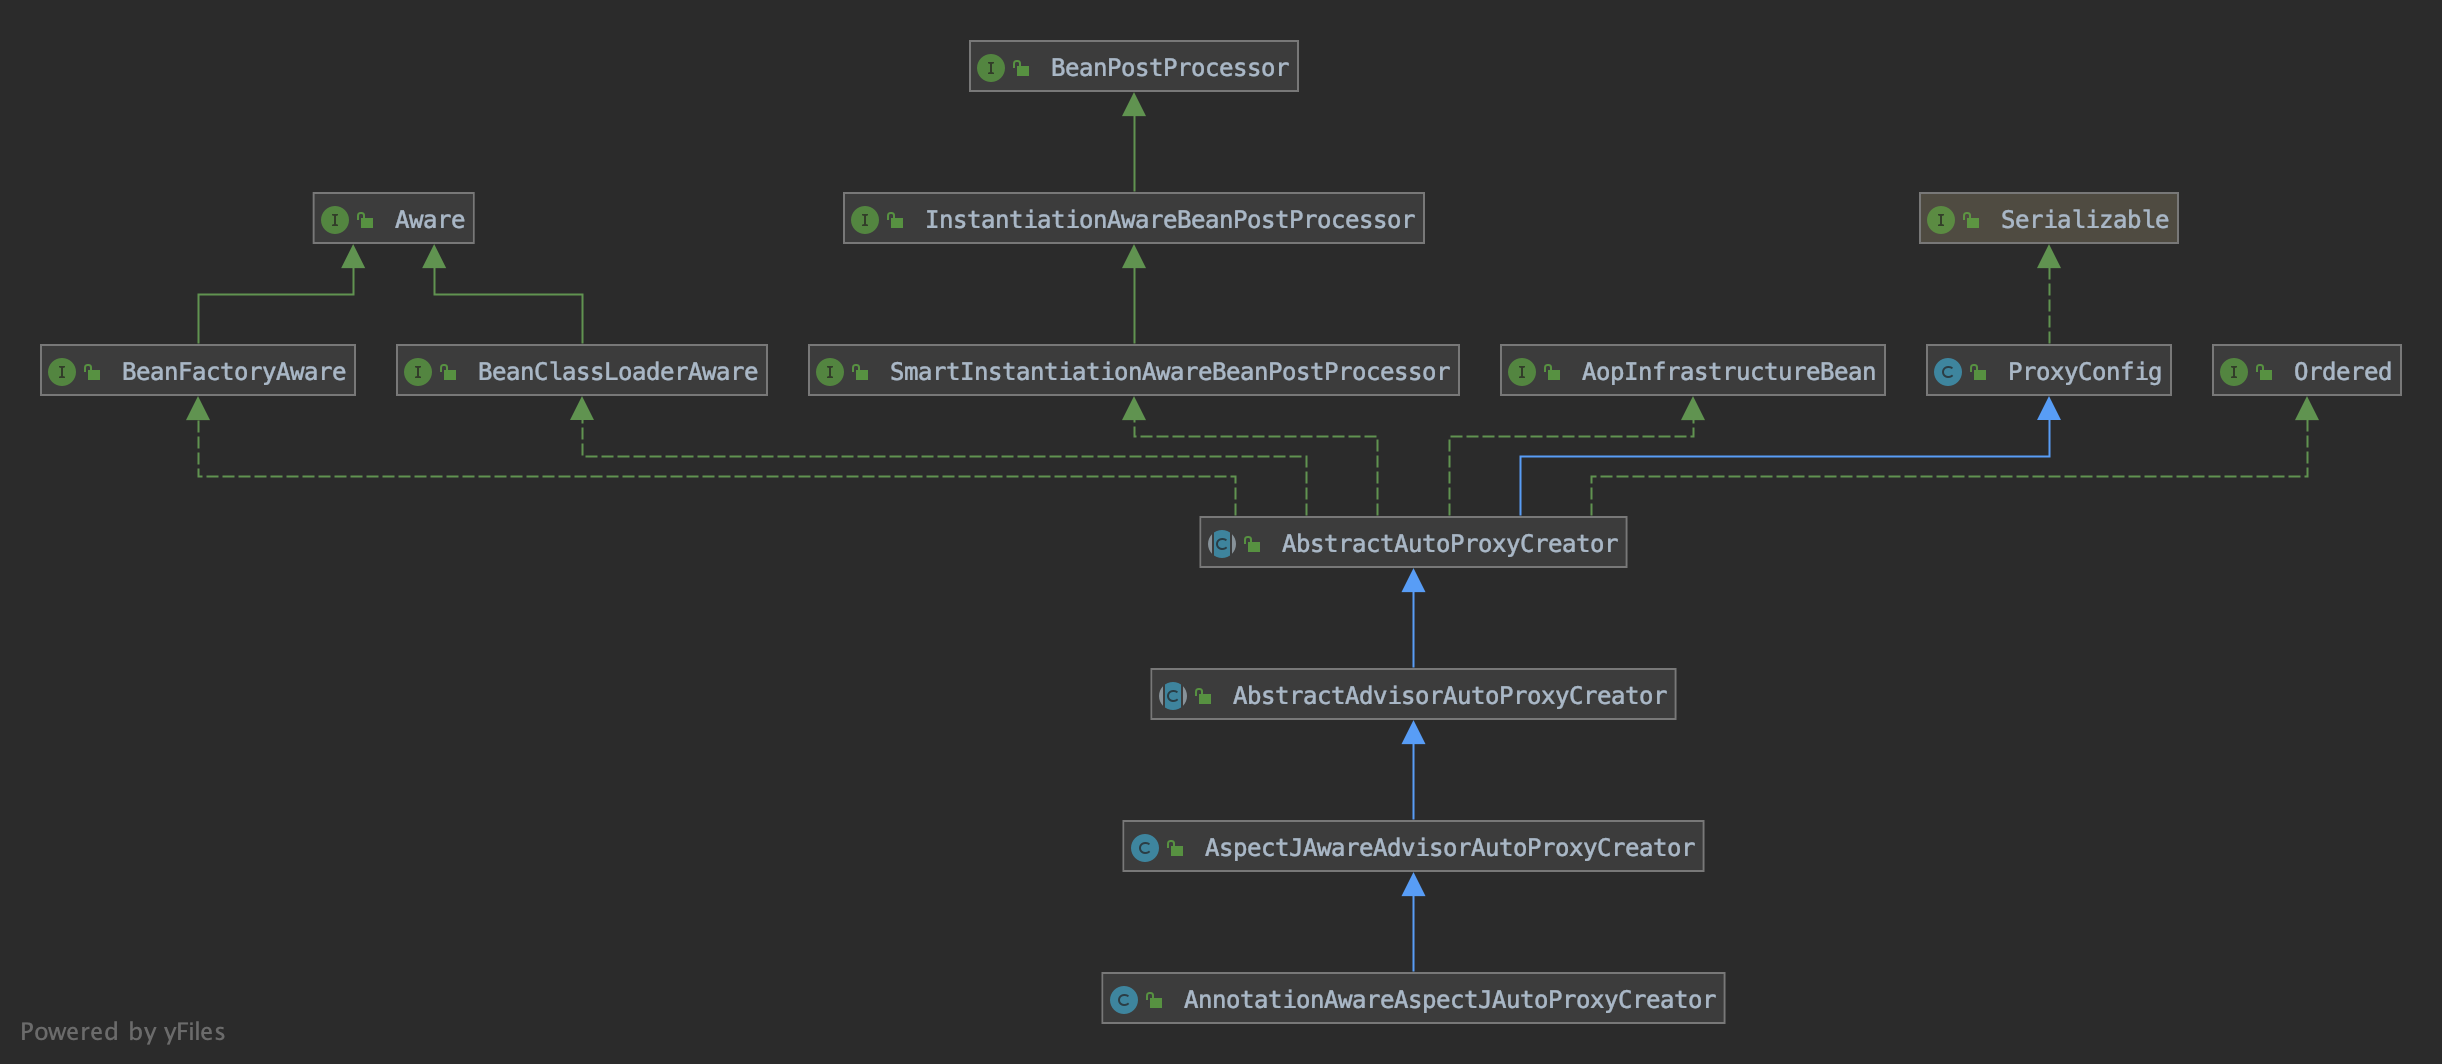 I BeanPostProcessor
I Aware
I InstantiationAwareBeanPostProcessor
I Serializable
I BeanFactoryAware
I BeanClassLoaderAware
I SmartInstantiationAwareBeanPostProcessor
I AopInfrastructureBean
C ProxyConfig
I Ordered
C AbstractAutoProxyCreator
C AbstractAdvisorAutoProxyCreator
C AspectJAwareAdvisorAutoProxyCreator
C AnnotationAwareAspectJAutoProxyCreator
Powered by yFiles